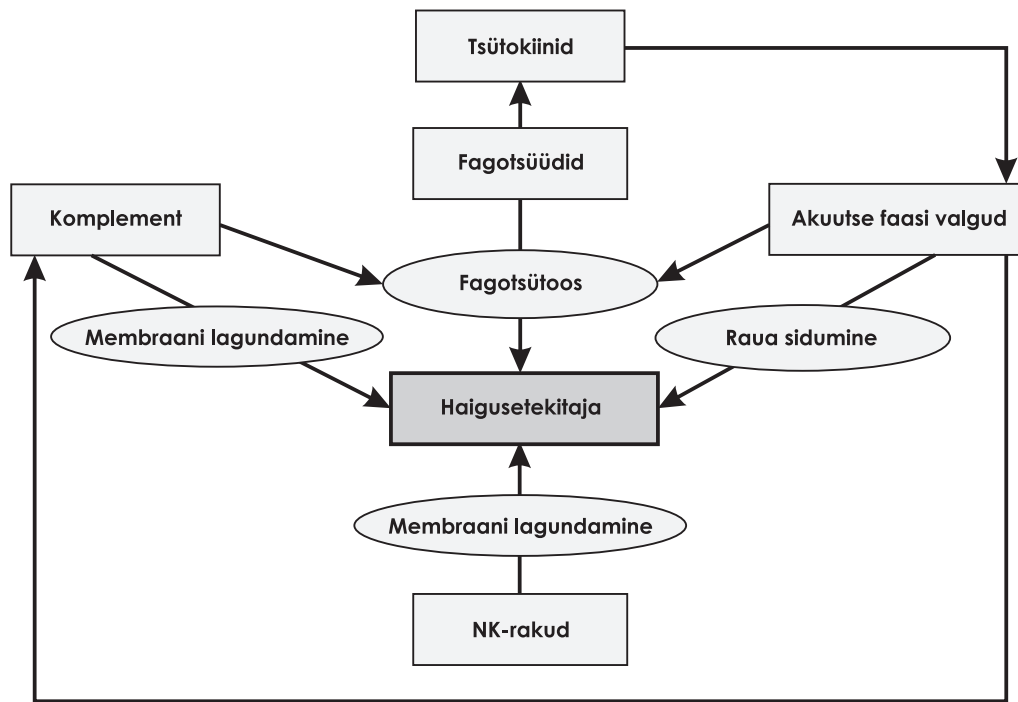 Tsütokiinid
Fagotsüüdid
Komplement
Akuutse faasi valgud
Fagotsütoos
Membraani lagundamine
Raua sidumine
Haigusetekitaja
Membraani lagundamine
NK-rakud